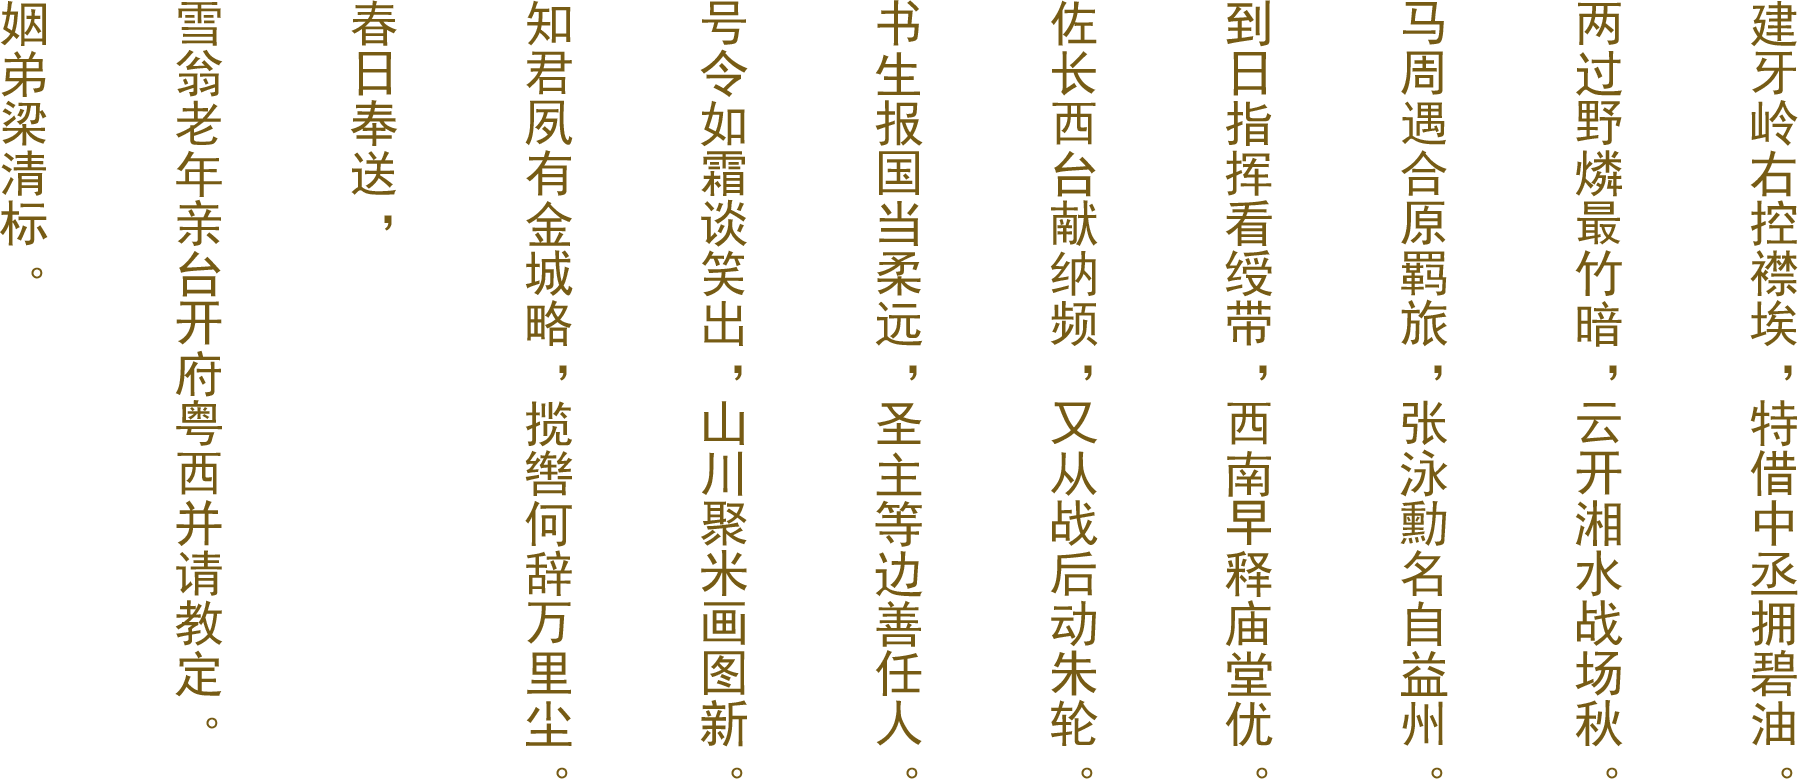 建牙岭右控襟埃，特借中丞拥碧油。
两过野燐最竹暗，云开湘水战场秋。
马周遇合原羁旅，张泳勳名自益州。
到日指挥看绶带，西南早释庙堂优。
佐长西台献纳频，又从战后动朱轮。
书生报国当柔远，圣主等边善任人。
号令如霜谈笑出，山川聚米画图新。
知君夙有金城略，揽辔何辞万里尘。
春日奉送，
雪翁老年亲台开府粤西并请教定。
姻弟梁清标。